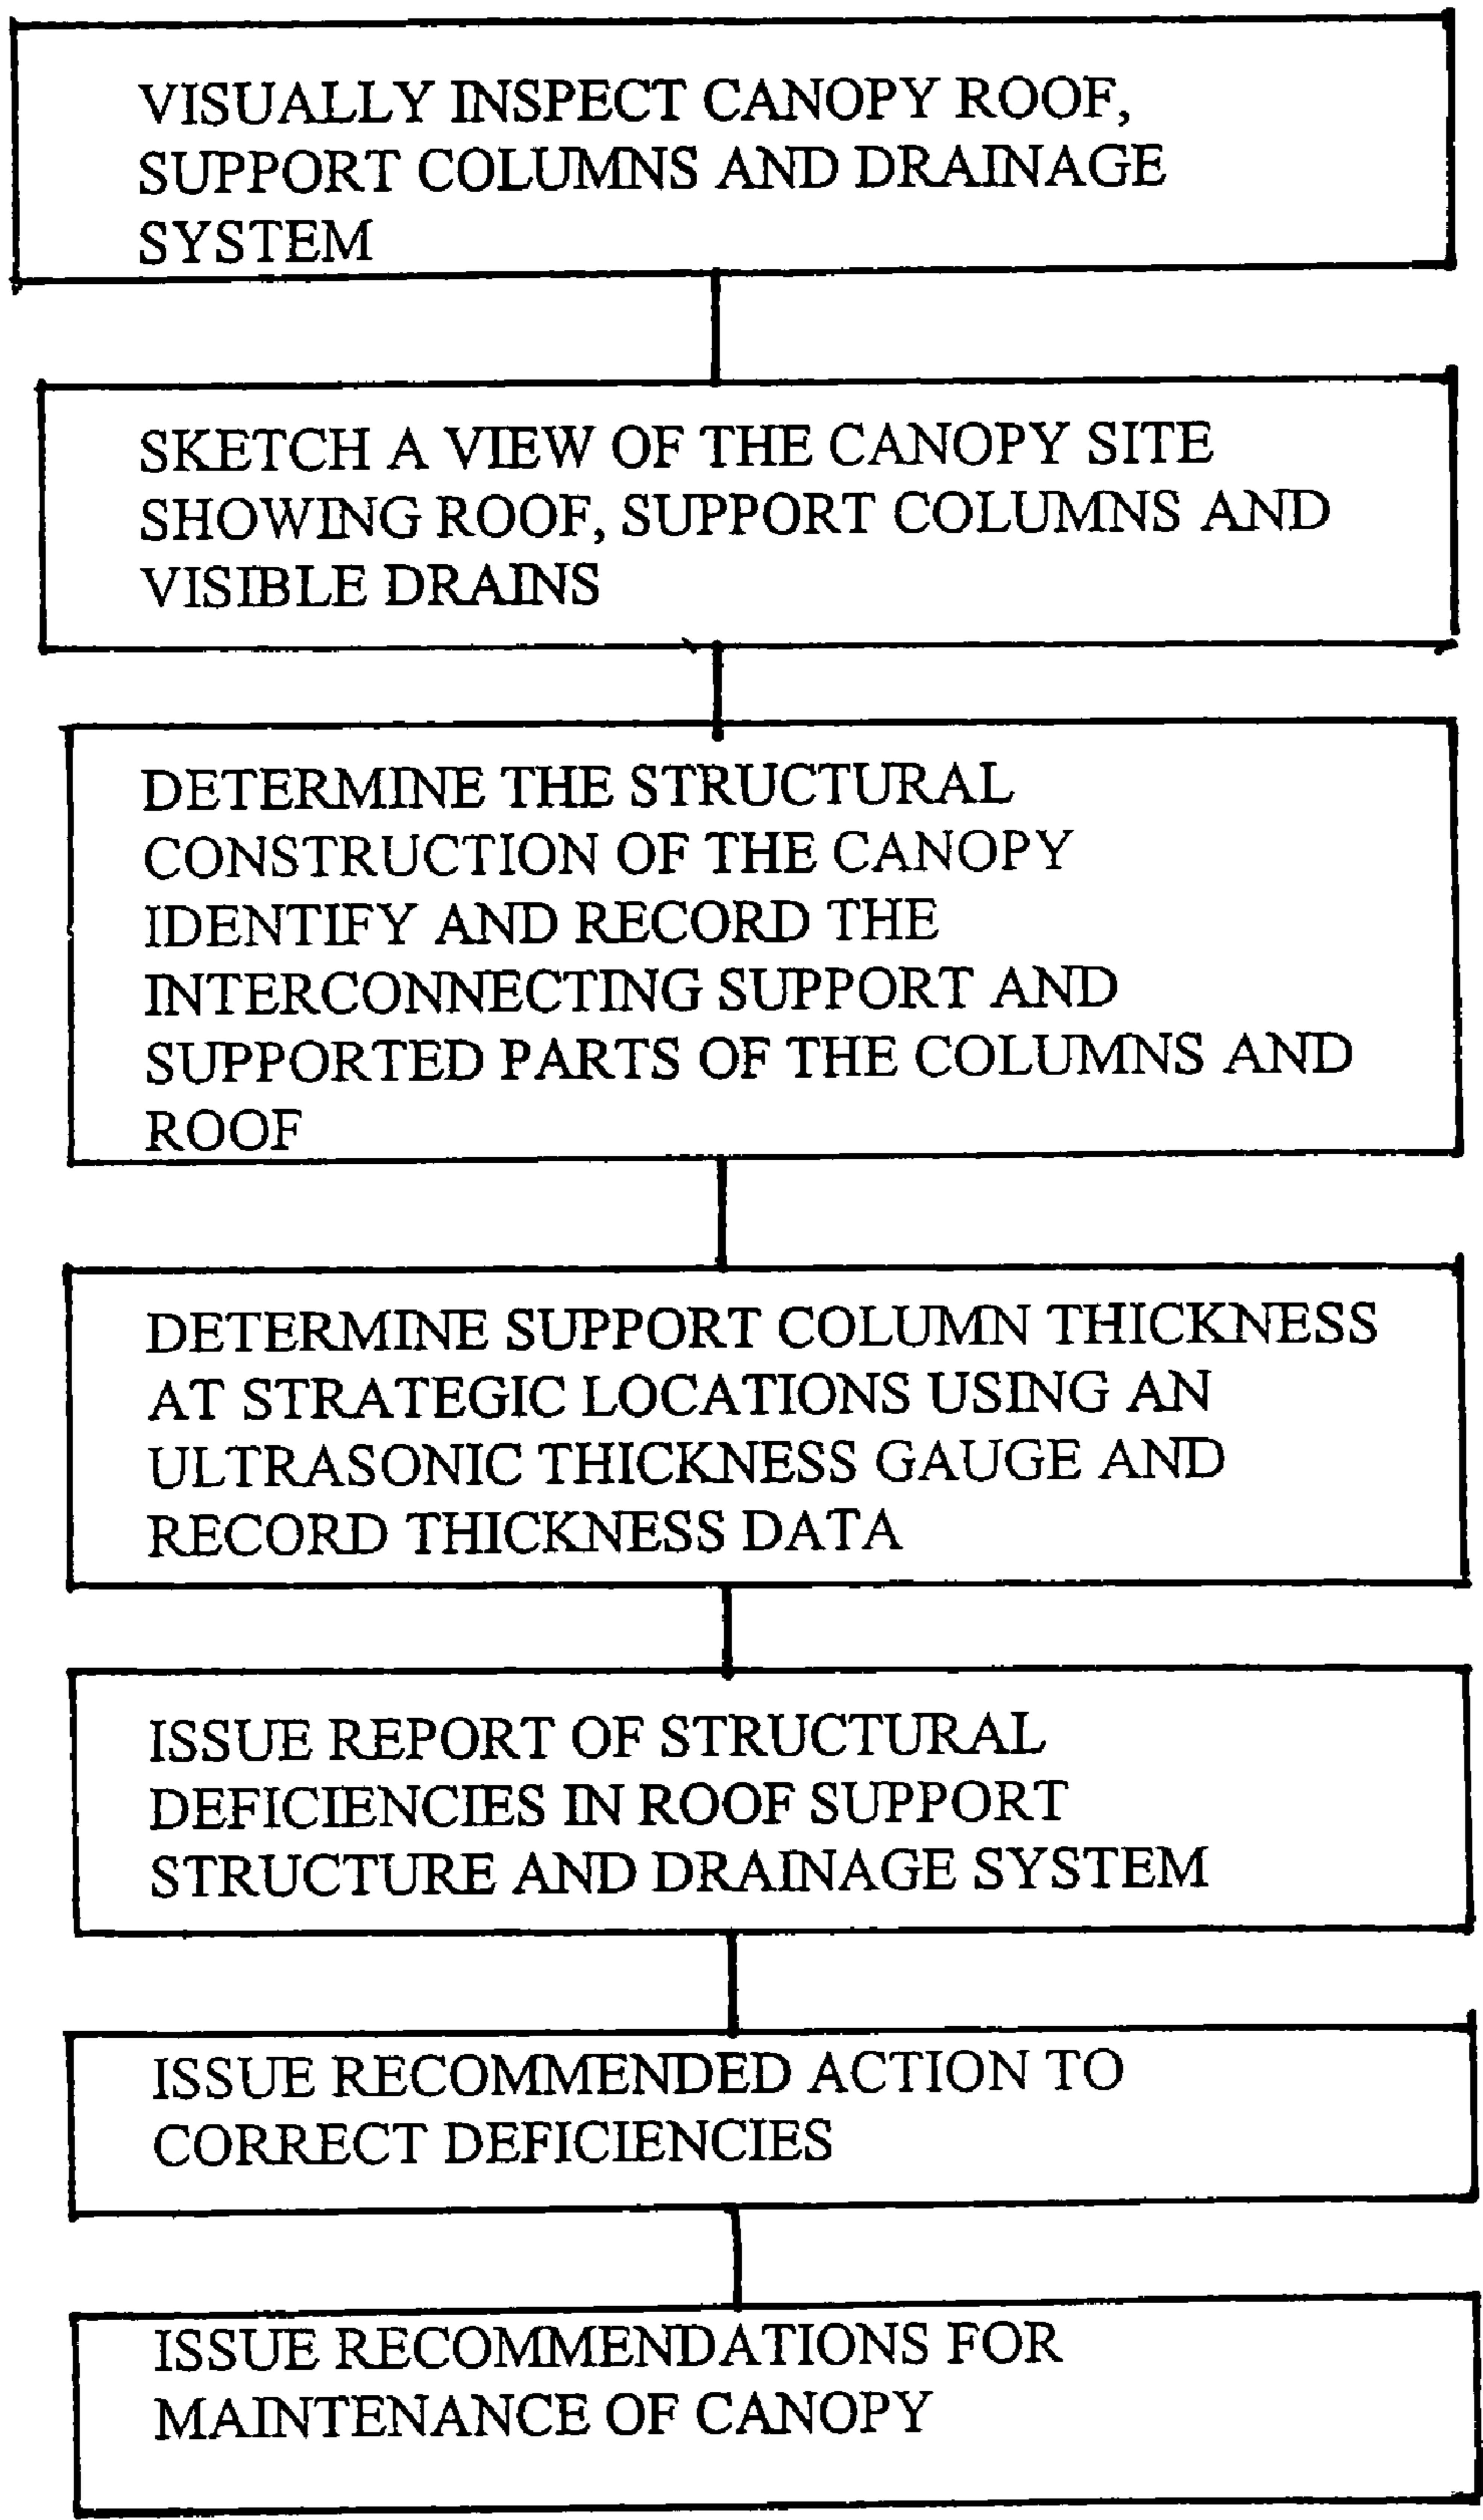 VISUALLY INSPECT CANOPY ROOF,
SUPPORT COLUMNS AND DRAINAGE
SYSTEM
SKETCH A VIEW OF THE CANOPY SITE
SHOWING ROOF, SUPPORT COLUMNS AND
VISIBLE DRAINS
DETERMINE THE STRUCTURAL
CONSTRUCTION OF THE CANOPY
IDENTIFY AND RECORD THE
INTERCONNECTING SUPPORT AND
SUPPORTED PARTS OF THE COLUMNS AND
ROOF
DETERMINE SUPPORT COLUMN THICKNESS
AT STRATEGIC LOCATIONS USING AN
ULTRASONIC THICKNESS GAUGE AND
RECORD THICKNESS DATA
ISSUE REPORT OF STRUCTURAL
DEFICIENCIES IN ROOF SUPPORT
STRUCTURE AND DRAINAGE SYSTEM
ISSUE RECOMMENDED ACTION TO
CORRECT DEFICIENCIES
ISSUE RECOMMENDATIONS FOR
MAINTENANCE OF CANOPY